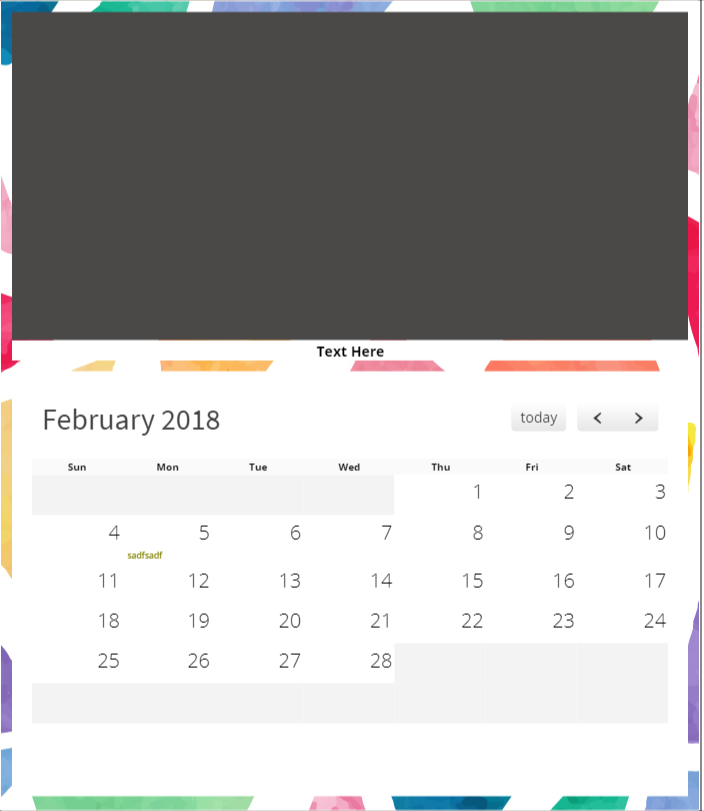 Text Here
February 2018
today
Sun Mon Tue Wed Thu Fri Sat
1 2 3
4 5 6 7 8 9 10
sadfsadf
11 12 13 14 15 16 17
18 19 20 21 22 23 24
25 26 27 28